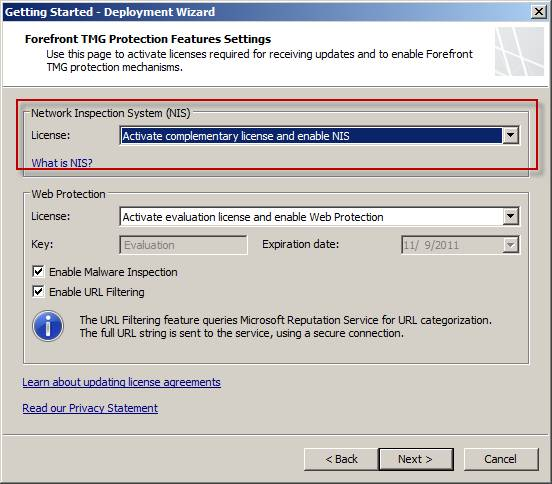 Getting Started - Deployment Wizard
Forefront TMG Protection Features Settings
Use this page to activate licenses required for receiving updates and to enable Forefront
TMG protection mechanisms.
Network Inspection System (NIS)
License: Activate complementary license and enable NIS
What is NIS?
Web Protection
License: Activate evaluation license and enable Web Protection
Key: Evaluation Expiration date: 11/ 9/2011
Enable Malware Inspection
Enable URL Filtering
The URL Filtering feature queries Microsoft Reputation Service for URL categorization.
The full URL string is sent to the service, using a secure connection.
Learn about updating license agreements
Read our Privacy Statement
< Back Next > Cancel